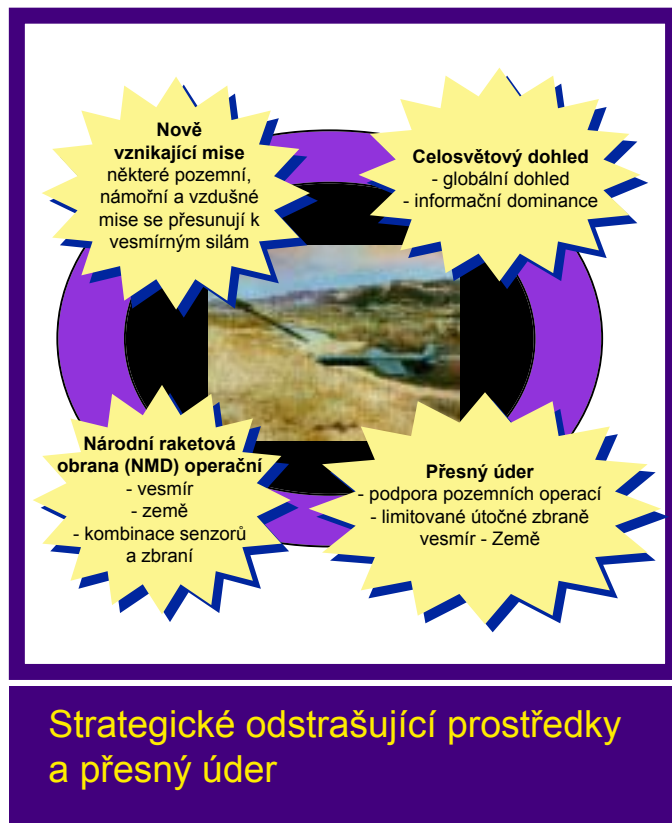 Nově
vznikající mise
některé pozemní,
námořní a vzdušné
mise se přesunují k
vesmírným silám
Celosvětový dohled
- globální dohled
- informační dominance
Národní raketová
obrana (NMD) operační
- vesmír
- země
- kombinace senzorů
a zbraní
Přesný úder
- podpora pozemních operací
- limitované útočné zbraně
vesmír - Země
Strategické odstrašující prostředky
a přesný úder